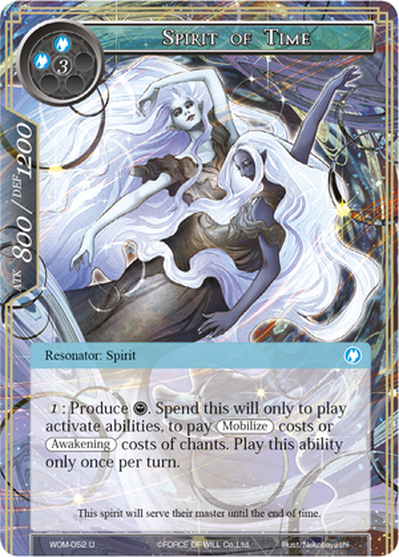 Spirit of Time
3
ATK 800 / DEF 1200
Resonator: Spirit
1 : Produce . Spend this will only to play
activate abilities, to pay Mobilize costs or
Awakening costs of chants. Play this ability
only once per turn.
This spirit will serve their master until the end of time.
WOM-052 U ©FORCE OF WILL Co.,Ltd. Illust/Nekobayashi